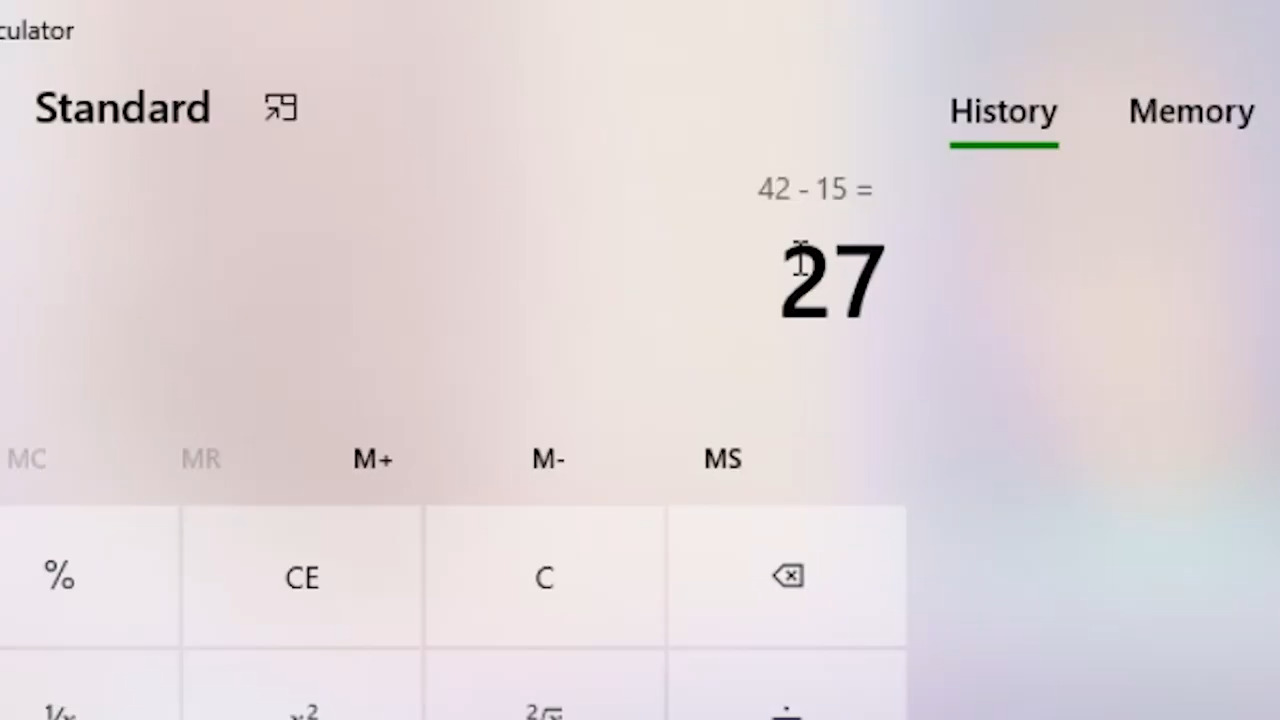 culator
Standard
History Memory
42 - 15 =
27
MC MR M+ M- MS
% CE C